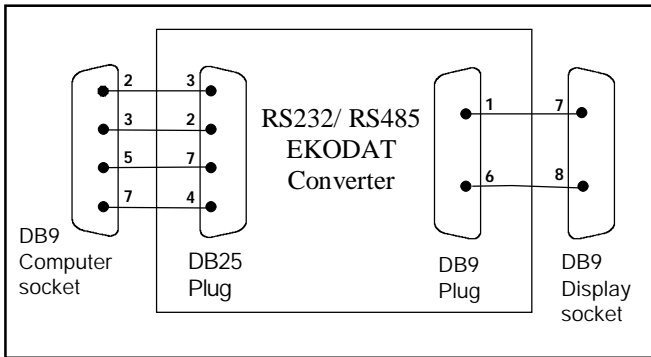 2 3
3 2
5 7
7 4
DB9
Computer
socket
DB25
Plug
RS232/ RS485
EKODAT
Converter
1 7
6 8
DB9
Plug
DB9
Display
socket